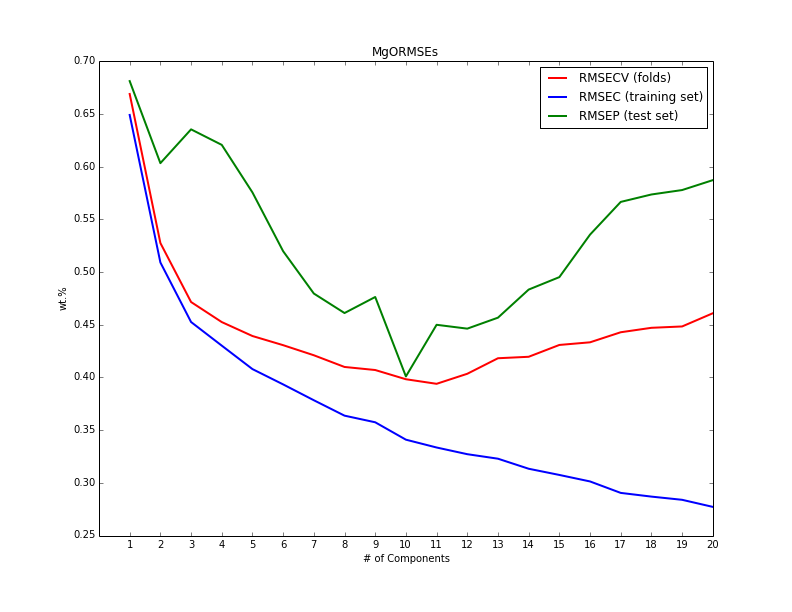 MgORMSEs
RMSECV (folds)
RMSEC (training set)
RMSEP (test set)
0.70
0.65
0.60
0.55
0.50
0.45
0.40
0.35
0.30
0.25
wt.%
1 2 3 4 5 6 7 8 9 10 11 12 13 14 15 16 17 18 19 20
# of Components